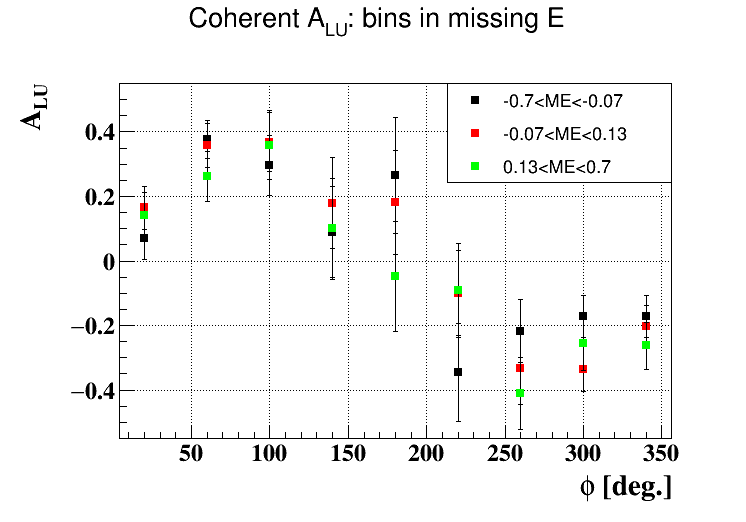 Coherent A_LU: bins in missing E
A_LU
-0.7<ME<-0.07
-0.07<ME<0.13
0.13<ME<0.7
0.4
0.2
0
−0.2
−0.4
50 100 150 200 250 300 350
ϕ [deg.]